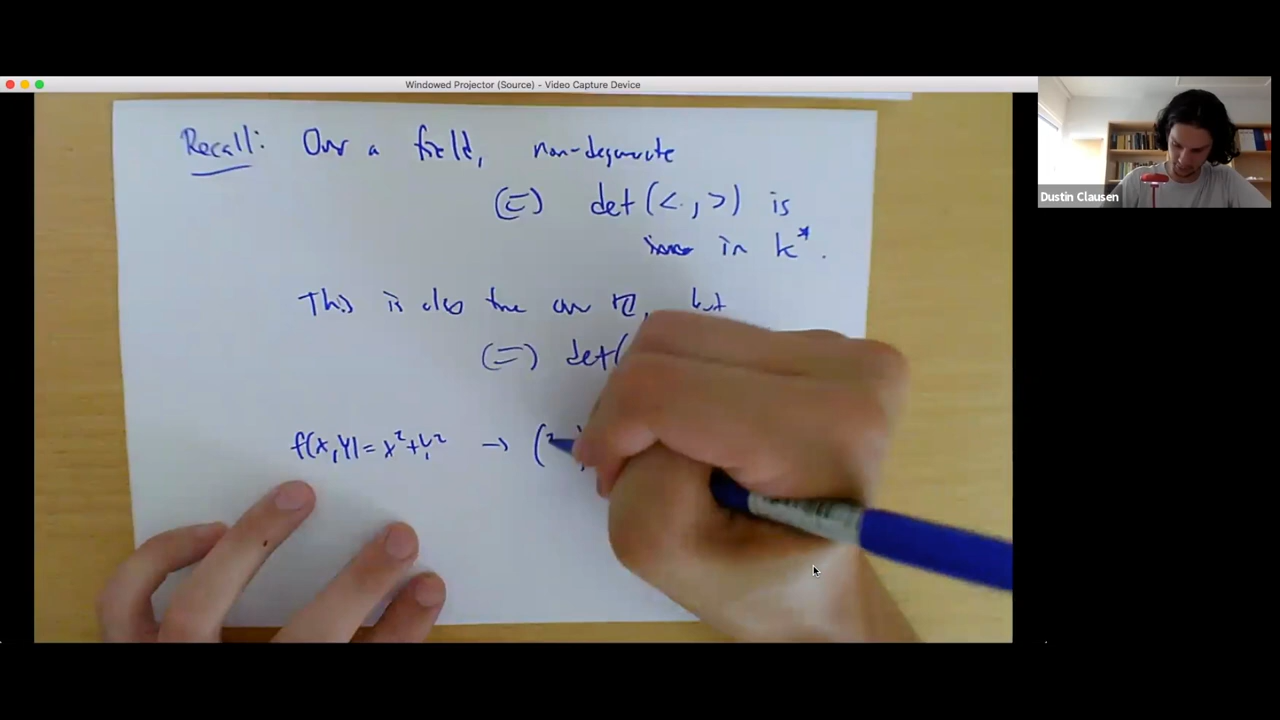 Windowed Projector (Source) - Video Capture Device
Dustin Clausen
Recall: Over a field, non-degenerate
(=) det(<·,>) is
in k*.
This is also true over ℤ, but
(=) det(
f(X,Y)=X²+Y² → (2